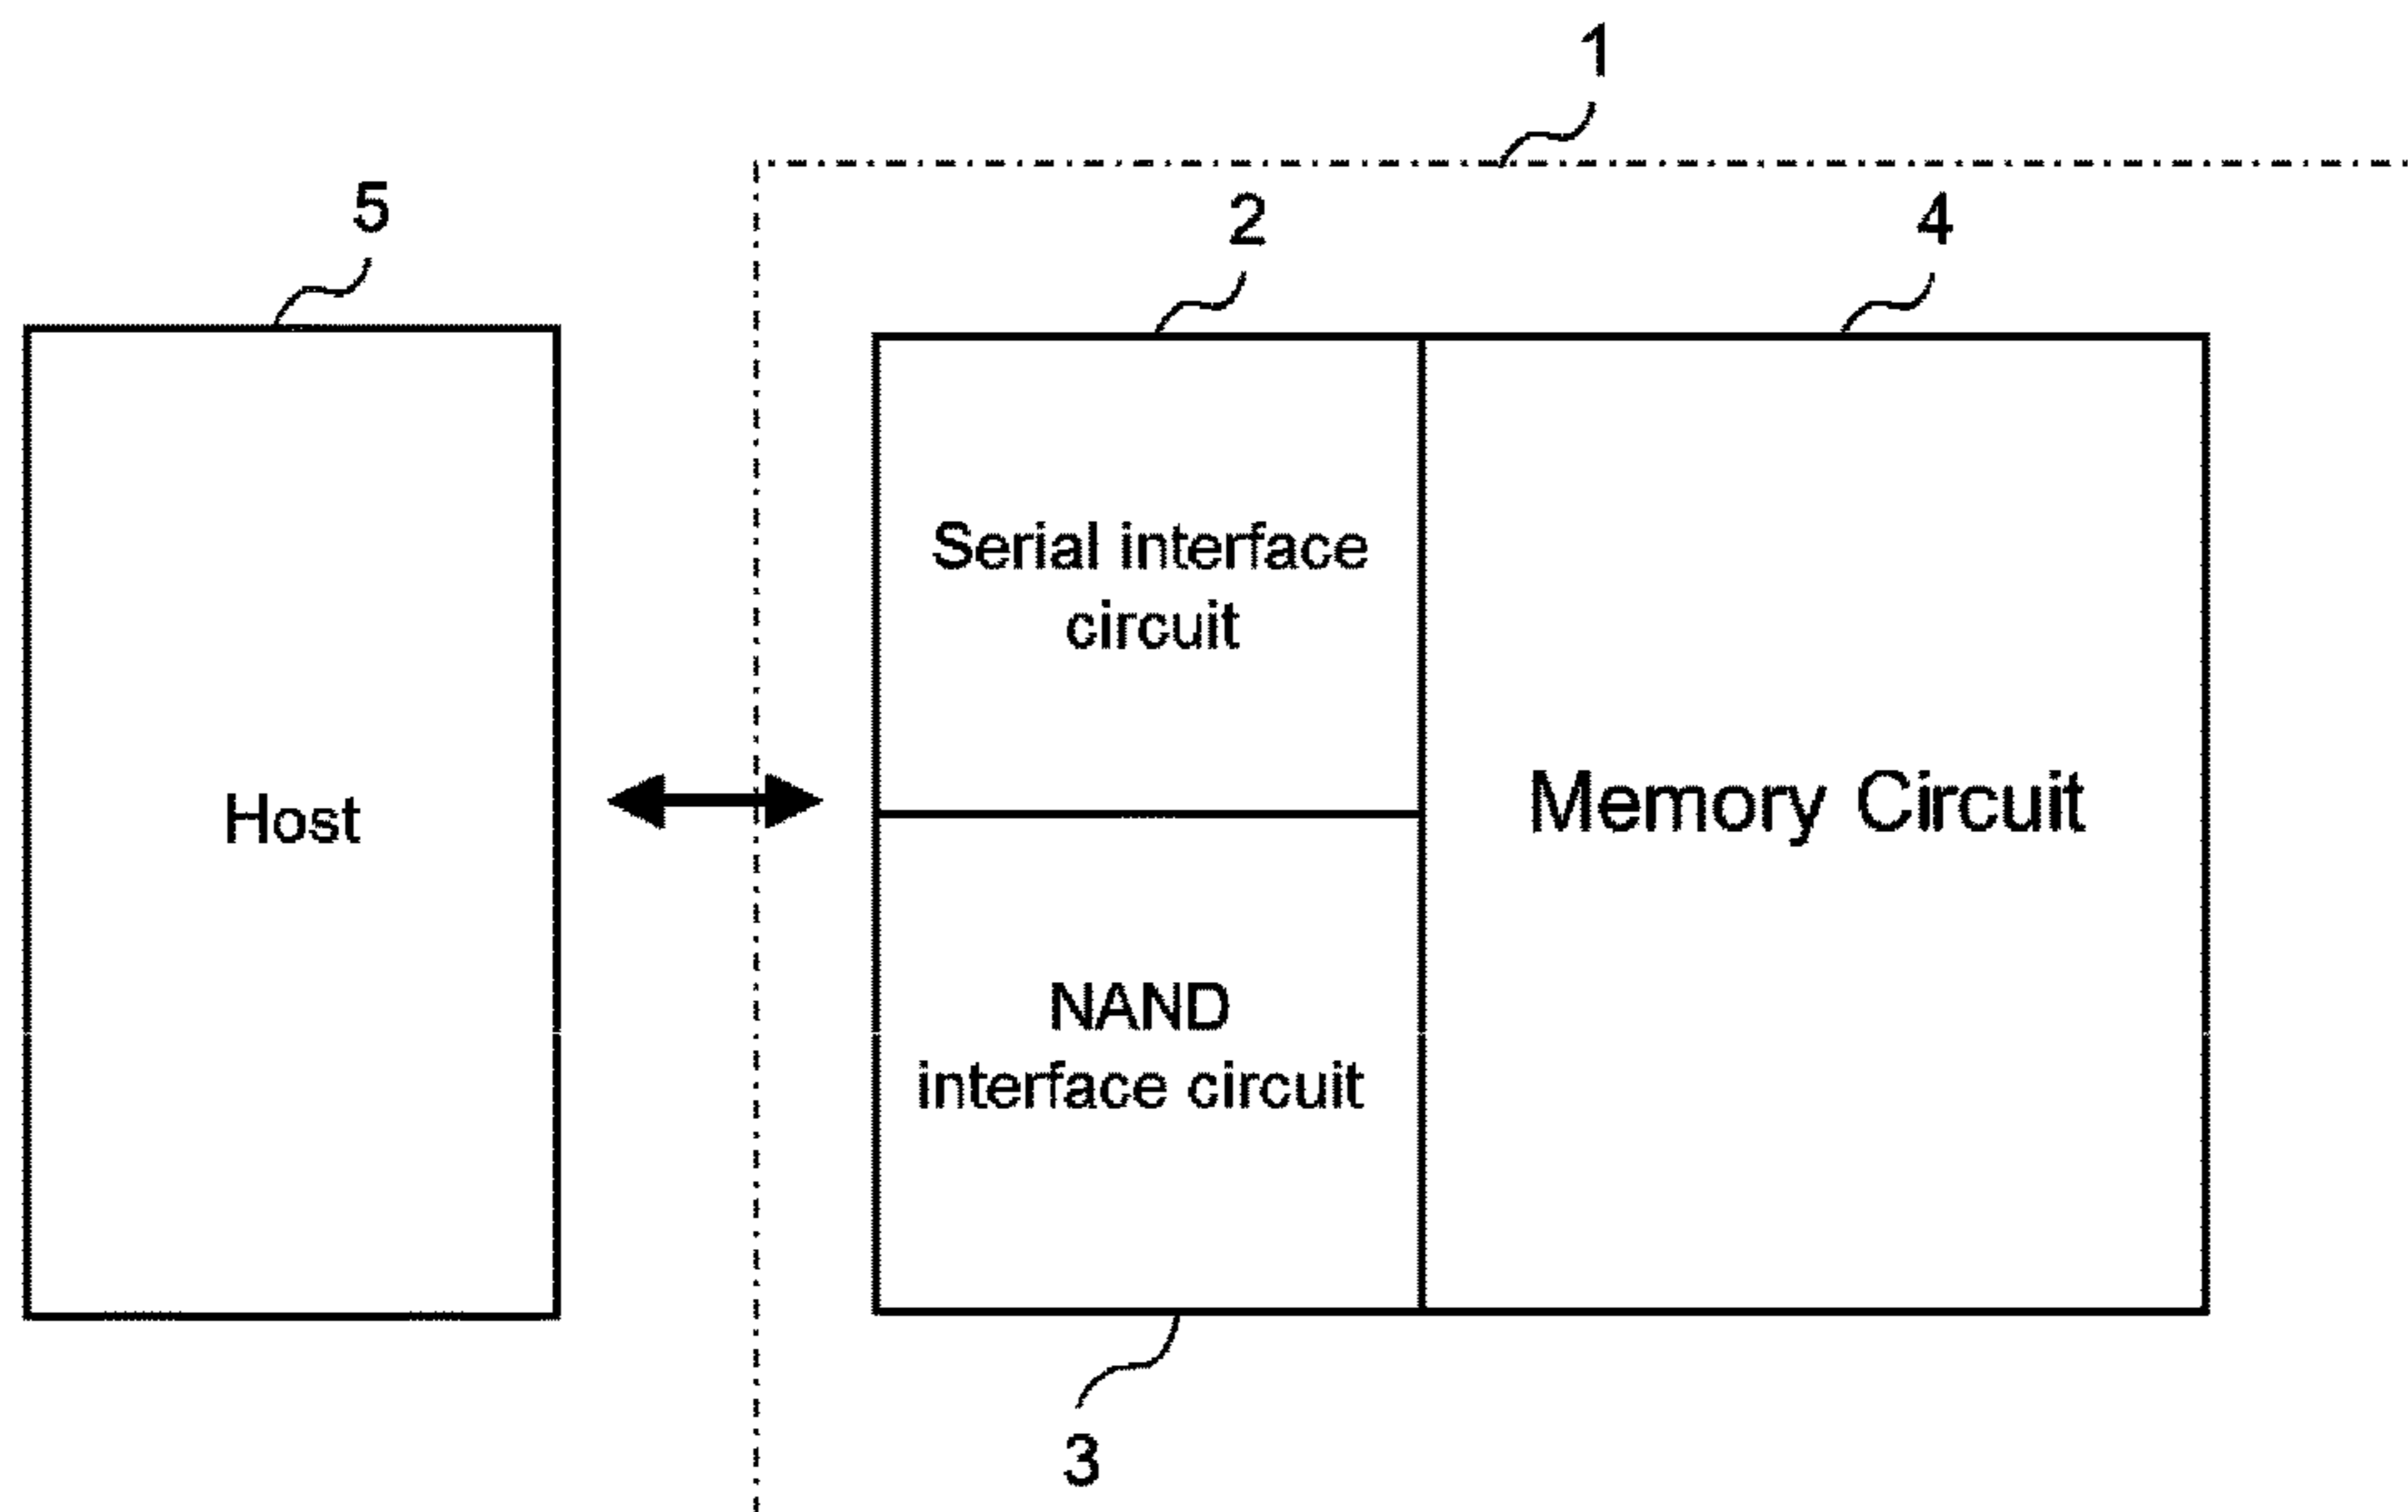 1
5
2
4
Serial interface
circuit
Host
Memory Circuit
NAND
interface circuit
3